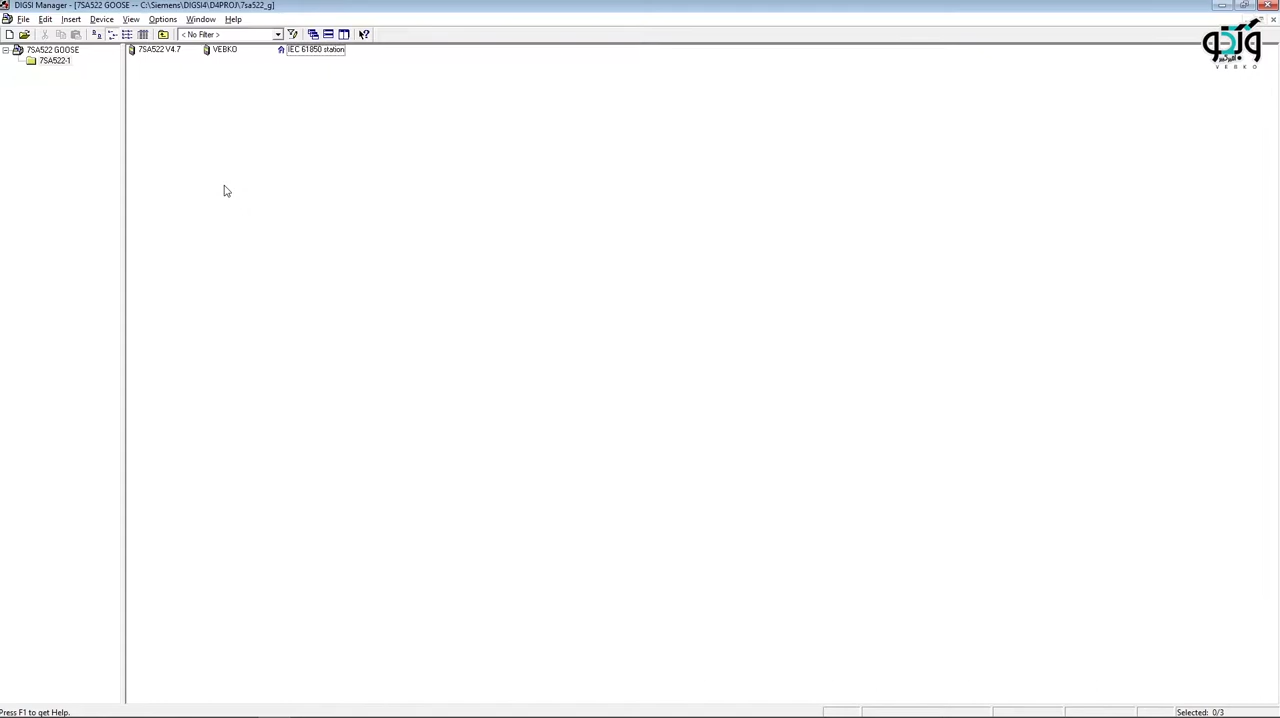 DIGSI Manager - [7SA522 GOOSE -- C:\Siemens\DIGSI4\D4PROJ\7sa522_g]
File Edit Insert Device View Options Window Help
< No Filter >
7SA522 GOOSE
7SA522-1
7SA522 V4.7 VEBKO IEC 61850 station
VEBKO
Press F1 to get Help.
Selected: 0/3